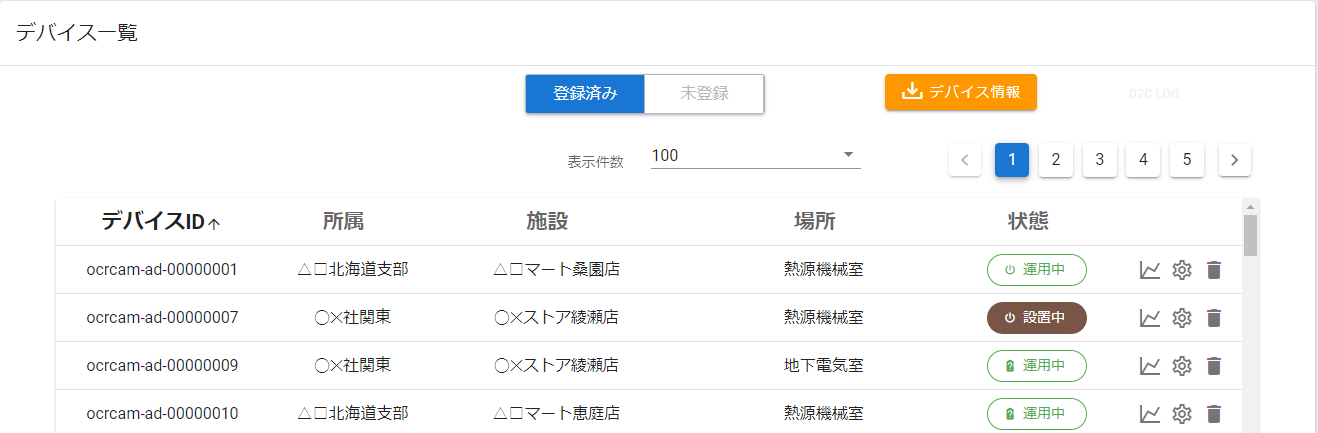 デバイス一覧
登録済み 未登録 デバイス情報 D2C LOG
表示件数 100 1 2 3 4 5
デバイスID 所属 施設 場所 状態
ocrcam-ad-00000001 △□北海道支部 △□マート桑園店 熱源機械室 運用中
ocrcam-ad-00000007 〇×社関東 〇×ストア綾瀬店 熱源機械室 設置中
ocrcam-ad-00000009 〇×社関東 〇×ストア綾瀬店 地下電気室 運用中
ocrcam-ad-00000010 △□北海道支部 △□マート恵庭店 熱源機械室 運用中